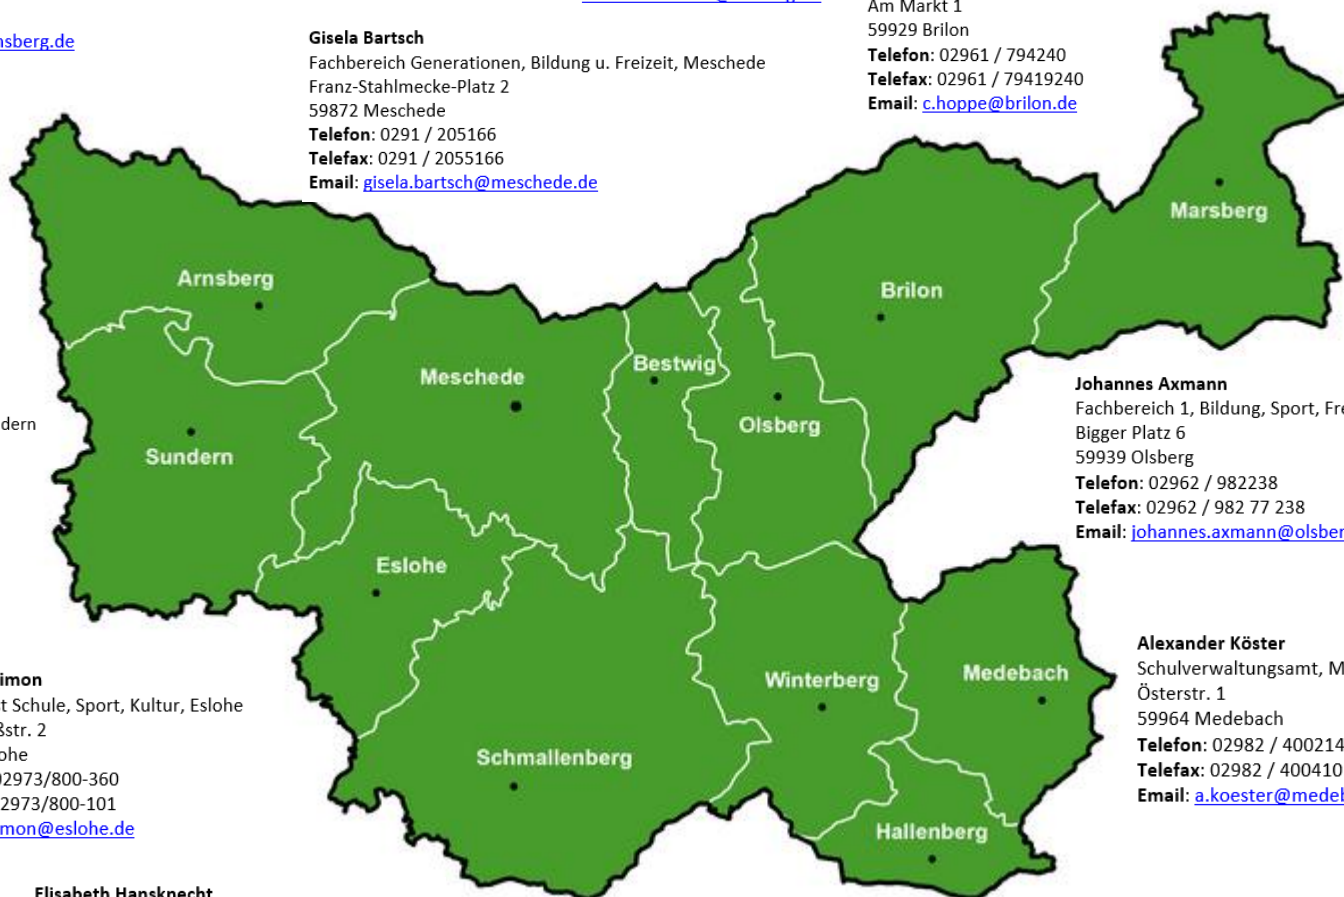 nsberg.de
Gisela Bartsch
Fachbereich Generationen, Bildung u. Freizeit, Meschede
Franz-Stahlmecke-Platz 2
59872 Meschede
Telefon: 0291 / 205166
Telefax: 0291 / 2055166
Email: gisela.bartsch@meschede.de
Am Markt 1
59929 Brilon
Telefon: 02961 / 794240
Telefax: 02961 / 79419240
Email: c.hoppe@brilon.de
Marsberg
Arnsberg
Brilon
Meschede
Bestwig
Olsberg
Sundern
dern
Johannes Axmann
Fachbereich 1, Bildung, Sport, Fre
Bigger Platz 6
59939 Olsberg
Telefon: 02962 / 982238
Telefax: 02962 / 982 77 238
Email: johannes.axmann@olsber
Eslohe
Winterberg
Medebach
Schmallenberg
Hallenberg
Alexander Köster
Schulverwaltungsamt, M
Österstr. 1
59964 Medebach
Telefon: 02982 / 400214
Telefax: 02982 / 400410
Email: a.koester@medeb
imon
t Schule, Sport, Kultur, Eslohe
ßstr. 2
ohe
02973/800-360
2973/800-101
mon@eslohe.de
Elisabeth Hansknecht